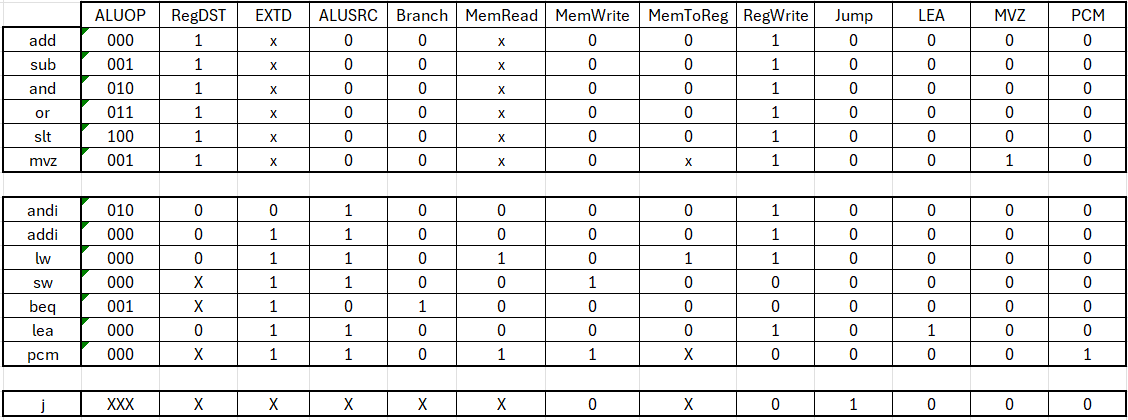 ALUOP RegDST EXTD ALUSRC Branch MemRead MemWrite MemToReg RegWrite Jump LEA MVZ PCM
add 000 1 x 0 0 x 0 0 1 0 0 0 0
sub 001 1 x 0 0 x 0 0 1 0 0 0 0
and 010 1 x 0 0 x 0 0 1 0 0 0 0
or 011 1 x 0 0 x 0 0 1 0 0 0 0
slt 100 1 x 0 0 x 0 0 1 0 0 0 0
mvz 001 1 x 0 0 x 0 x 1 0 0 1 0
andi 010 0 0 1 0 0 0 0 1 0 0 0 0
addi 000 0 1 1 0 0 0 0 1 0 0 0 0
lw 000 0 1 1 0 1 0 1 1 0 0 0 0
sw 000 X 1 1 0 0 1 0 0 0 0 0 0
beq 001 X 1 0 1 0 0 0 0 0 0 0 0
lea 000 0 1 1 0 0 0 0 1 0 1 0 0
pcm 000 X 1 1 0 1 1 X 0 0 0 0 1
j XXX X X X X X 0 X 0 1 0 0 0